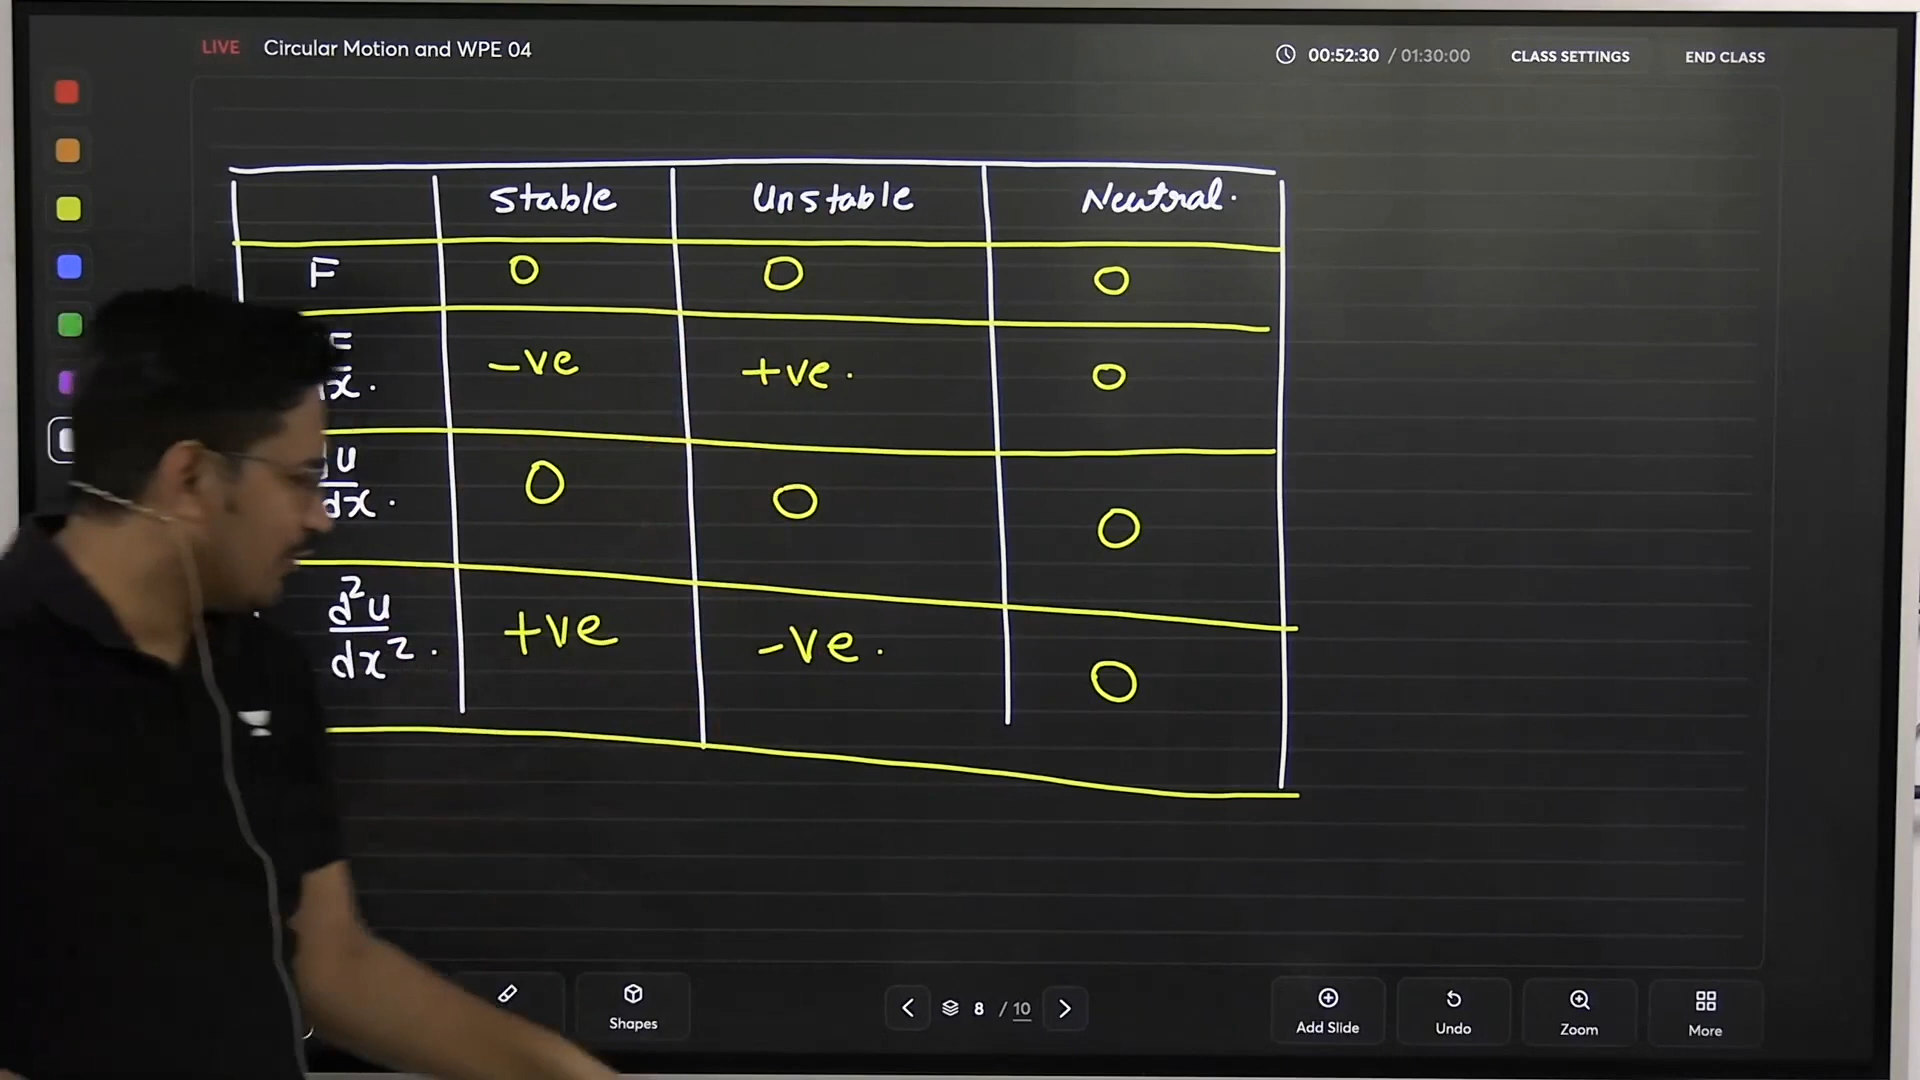 LIVE Circular Motion and WPE 04
00:52:30 / 01:30:00 CLASS SETTINGS END CLASS
Stable Unstable Neutral.
F 0 0 0
x. -ve +ve. 0
u
dx. 0 0 0
d²u
dx². +ve -ve. 0
Shapes
8 / 10
Add Slide Undo Zoom More